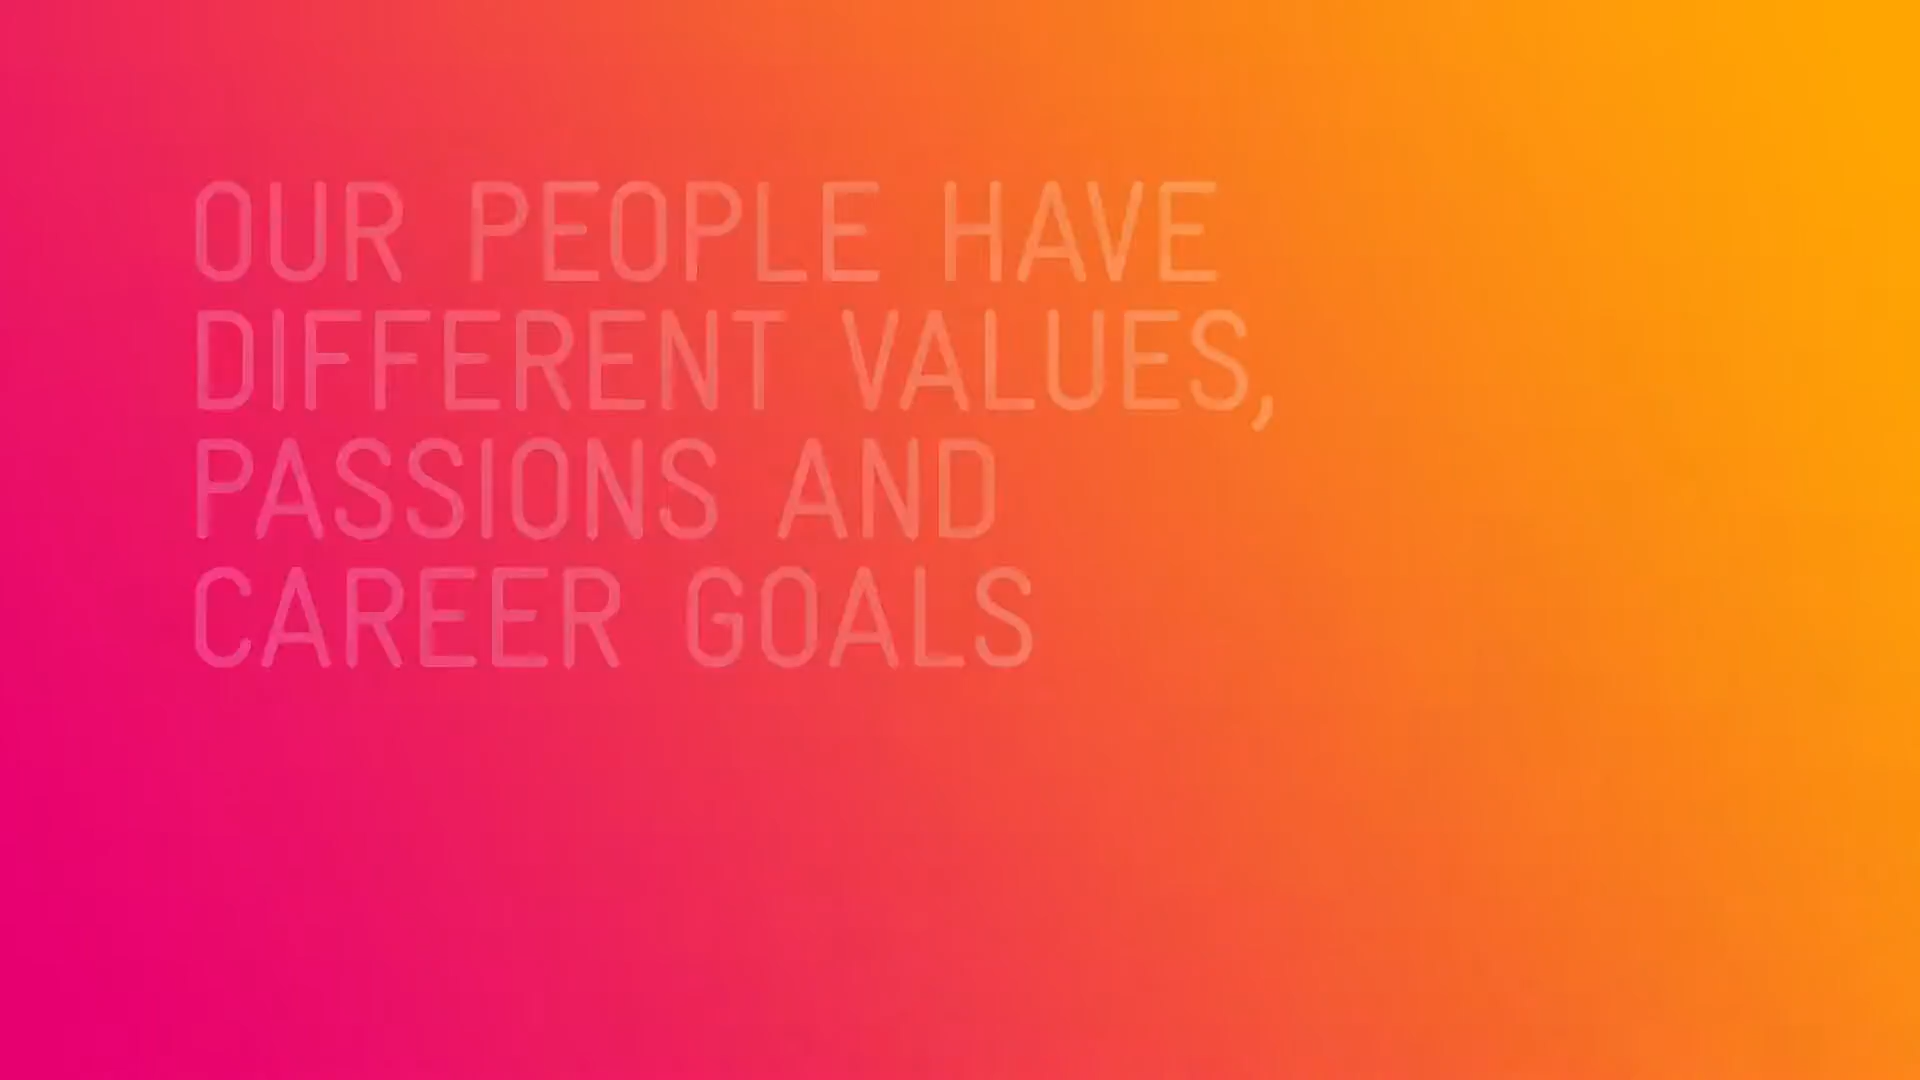 OUR PEOPLE HAVE
DIFFERENT VALUES,
PASSIONS AND
CAREER GOALS